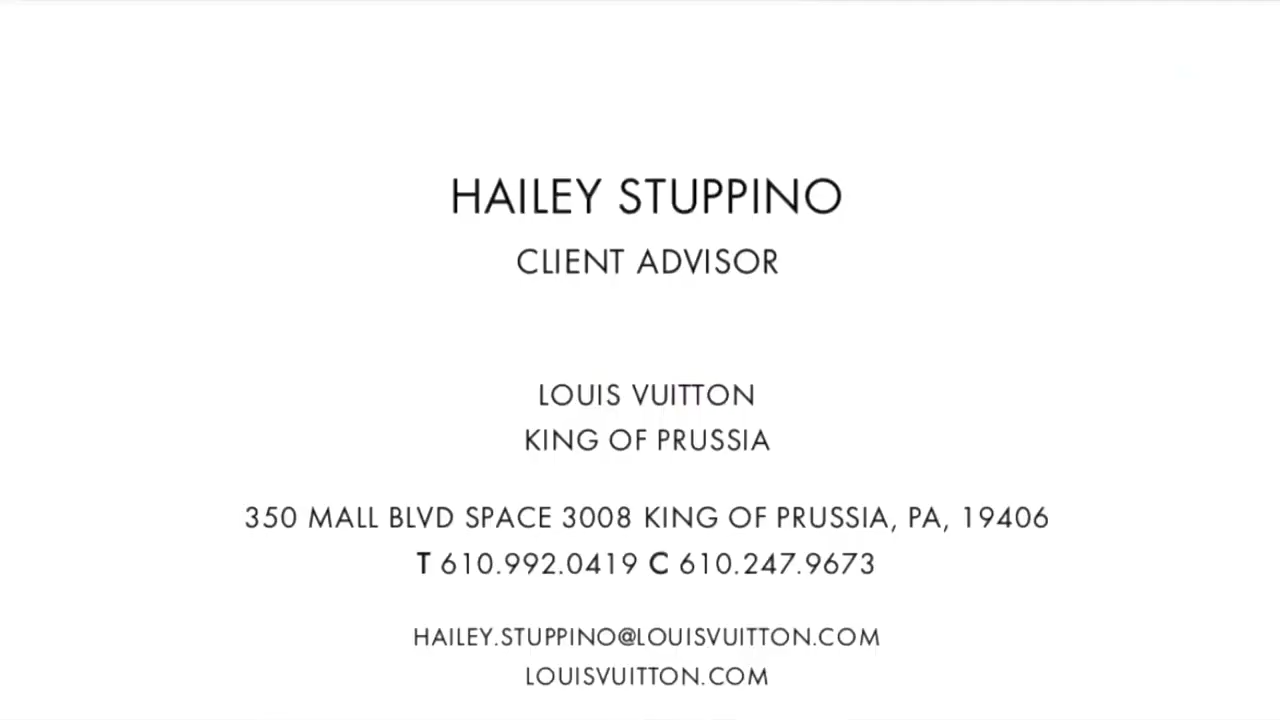 HAILEY STUPPINO
CLIENT ADVISOR
LOUIS VUITTON
KING OF PRUSSIA
350 MALL BLVD SPACE 3008 KING OF PRUSSIA, PA, 19406
T 610.992.0419 C 610.247.9673
HAILEY.STUPPINO@LOUISVUITTON.COM
LOUISVUITTON.COM